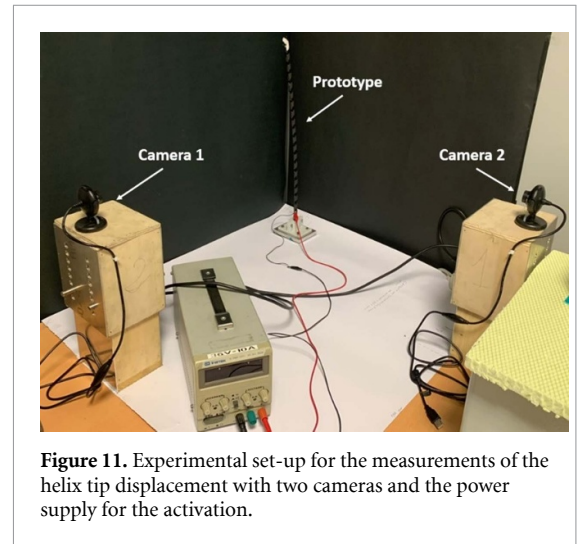 Prototype
Camera 1
Camera 2
Figure 11. Experimental set-up for the measurements of the
helix tip displacement with two cameras and the power
supply for the activation.